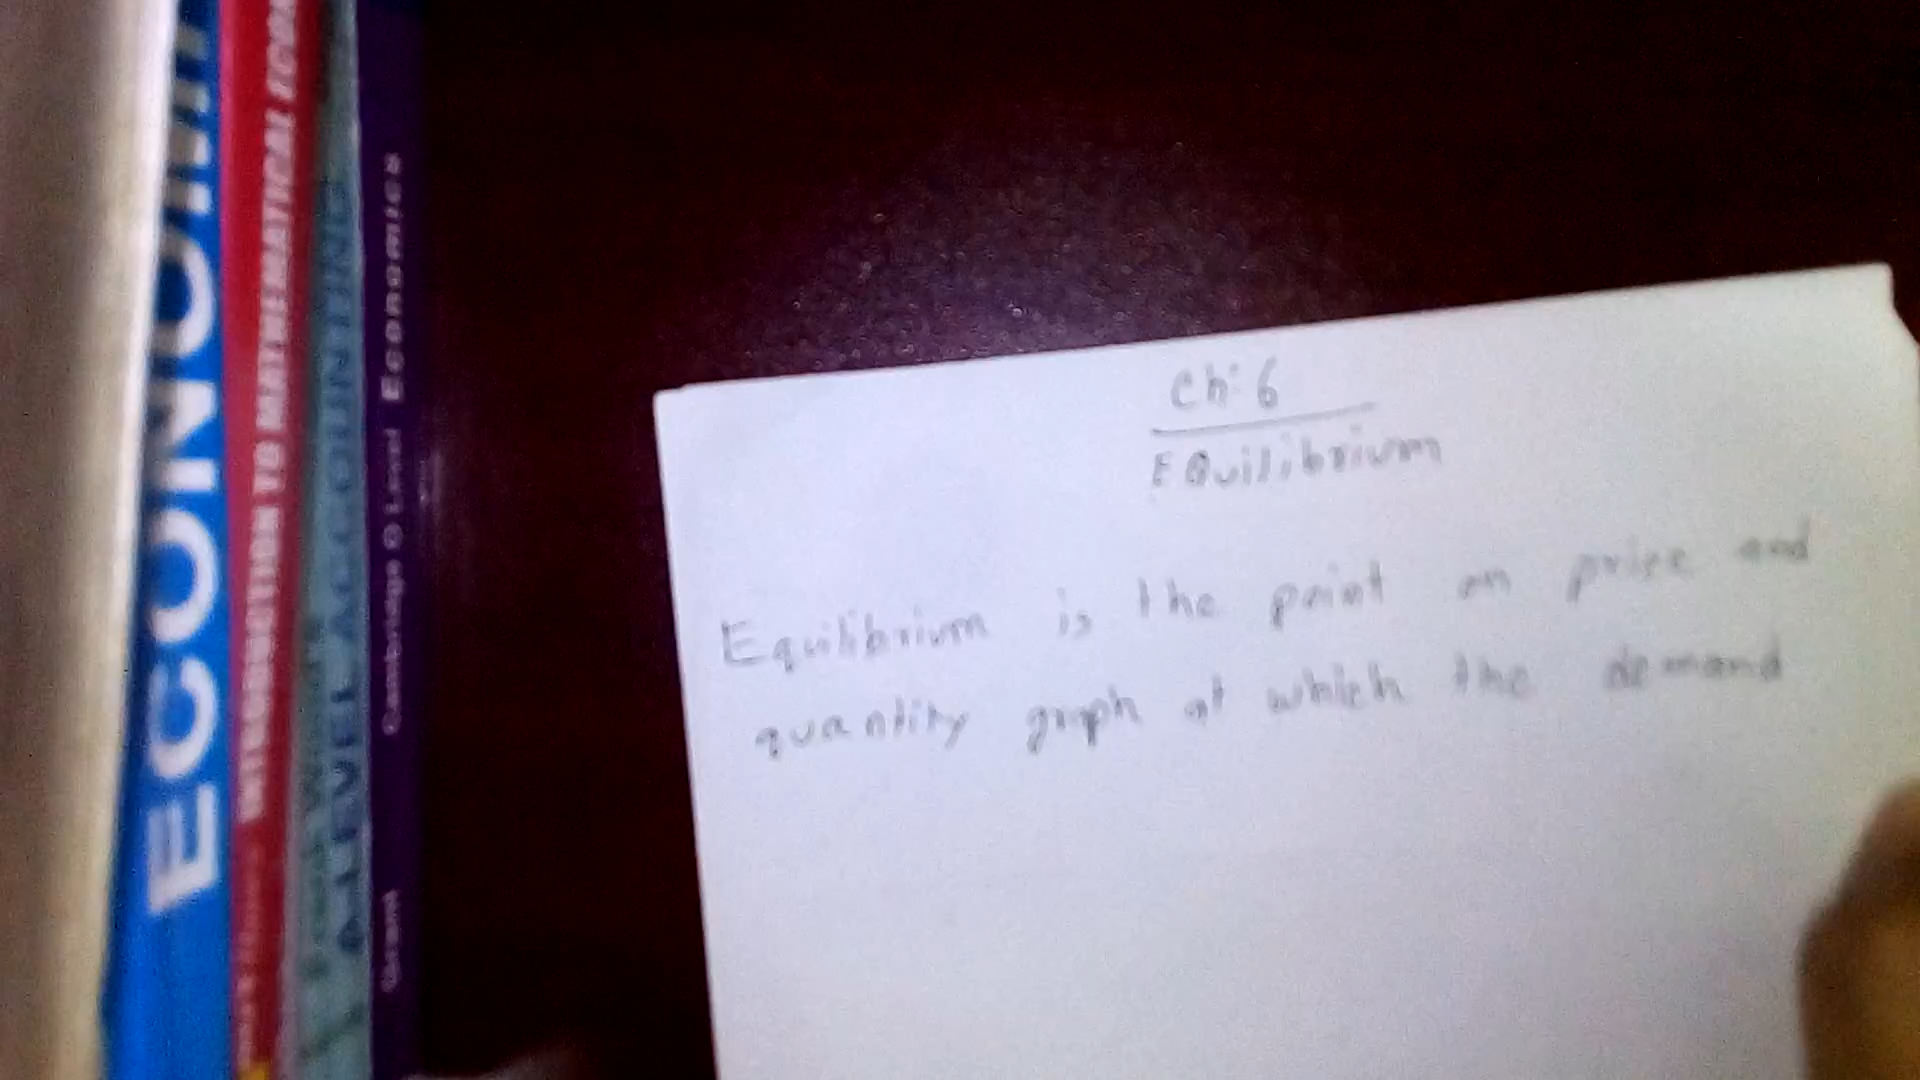 ECONOMI
INTRODUCTION TO MATHEMATICAL ECON
A-LEVEL ACCOUNTING
Grant Cambridge O Level Economics
Ch: 6
EQuilibrium
Equilibrium is the point on price and
quantity graph at which the demand